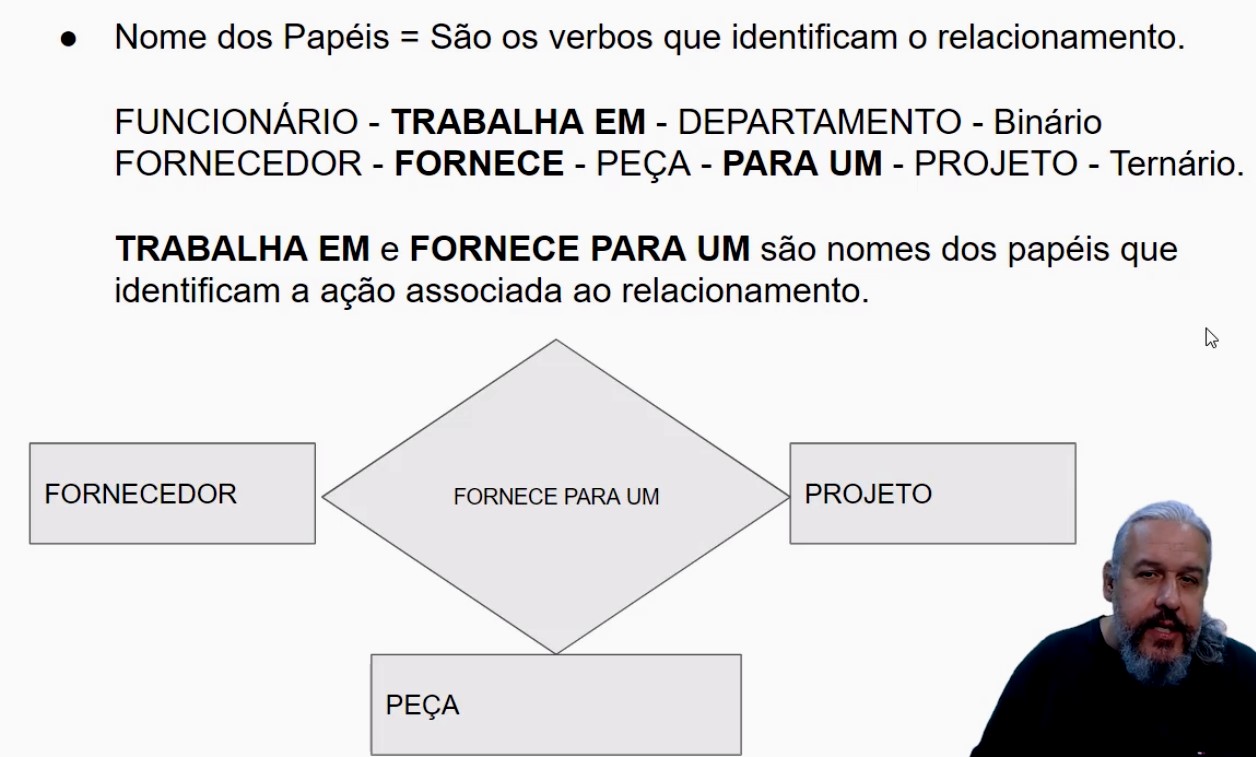 ● Nome dos Papéis = São os verbos que identificam o relacionamento.
FUNCIONÁRIO - TRABALHA EM - DEPARTAMENTO - Binário
FORNECEDOR - FORNECE - PEÇA - PARA UM - PROJETO - Ternário.
TRABALHA EM e FORNECE PARA UM são nomes dos papéis que
identificam a ação associada ao relacionamento.
FORNECEDOR
FORNECE PARA UM
PROJETO
PEÇA